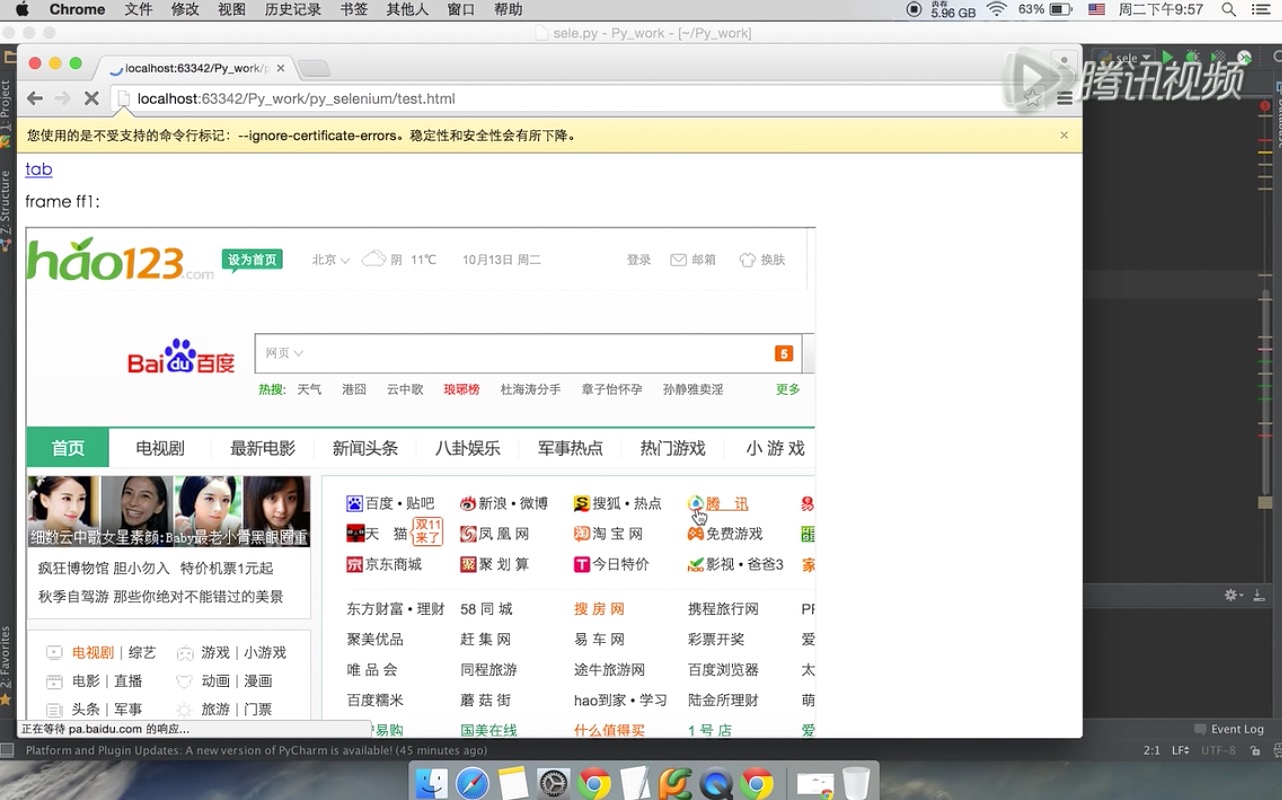 Chrome 文件 修改 视图 历史记录 书签 其他人 窗口 帮助 内存 5.96 GB 63% 周二下午9:57
sele.py - Py_work - [~/Py_work]
localhost:63342/Py_work/p
sele
腾讯视频
localhost:63342/Py_work/py_selenium/test.html
您使用的是不受支持的命令行标记：--ignore-certificate-errors。稳定性和安全性会有所下降。
1: Project
Z: Structure
2: Favorites
tab
frame ff1:
hao123.com 设为首页 北京 阴 11℃ 10月13日 周二 登录 邮箱 换肤
Bai du 百度 网页 5
热搜: 天气 港囧 云中歌 琅琊榜 杜海涛分手 章子怡怀孕 孙静雅卖淫 更多
首页 电视剧 最新电影 新闻头条 八卦娱乐 军事热点 热门游戏 小 游 戏
细数云中歌女星素颜:Baby最老小骨黑眼圈重
疯狂博物馆 胆小勿入 特价机票1元起
秋季自驾游 那些你绝对不能错过的美景
电视剧 | 综艺 游戏 | 小游戏
电影 | 直播 动画 | 漫画
头条 | 军事 旅游 | 门票
百度 • 贴吧 新浪 • 微博 搜狐 • 热点 腾 讯
天 猫 双11来了 凤 凰 网 淘 宝 网 免费游戏
京东商城 聚 划 算 今日特价 影视 • 爸爸3 家
东方财富 • 理财 58 同 城 搜 房 网 携程旅行网
聚美优品 赶 集 网 易 车 网 彩票开奖 爱
唯 品 会 同程旅游 途牛旅游网 百度浏览器 太
百度糯米 蘑 菇 街 hao到家 • 学习 陆金所理财 萌
易购 国美在线 什么值得买 1 号 店 爱
正在等待 pa.baidu.com 的响应...
Event Log
Platform and Plugin Updates: A new version of PyCharm is available! (45 minutes ago) 2:1 LF UTF-8